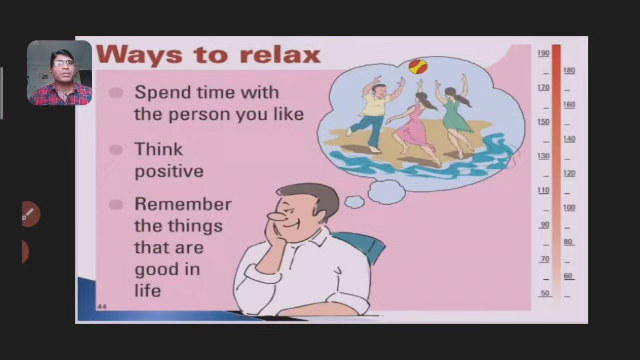 Ways to relax
Spend time with
the person you like
Think
positive
Remember
the things
that are
good in
life
44
190
180
170
160
150
140
130
120
110
100
90
80
70
60
50